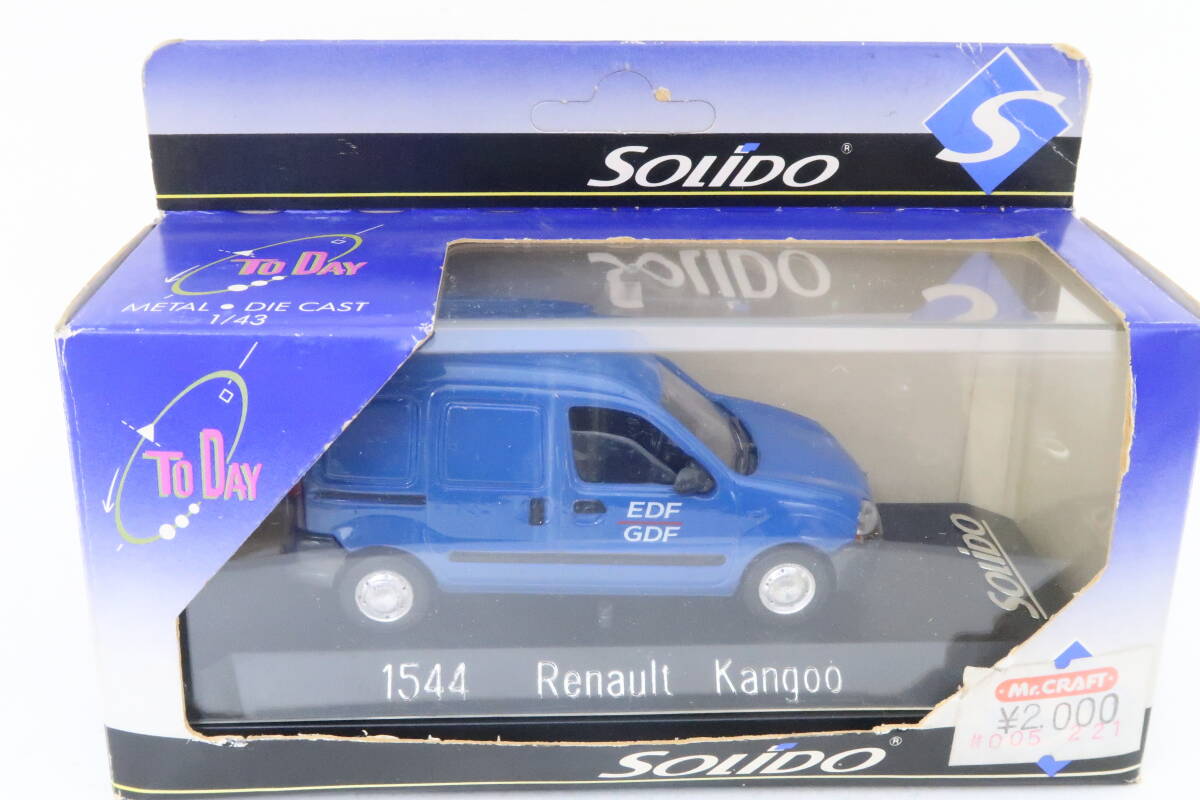 SOLIDO®
S
TO DAY
METAL • DIE CAST
1/43
SOLIDO
TO DAY
EDF
GDF
SOLIDO
1544 Renault Kangoo
Mr. CRAFT
¥2.000
#005 221
SOLIDO®